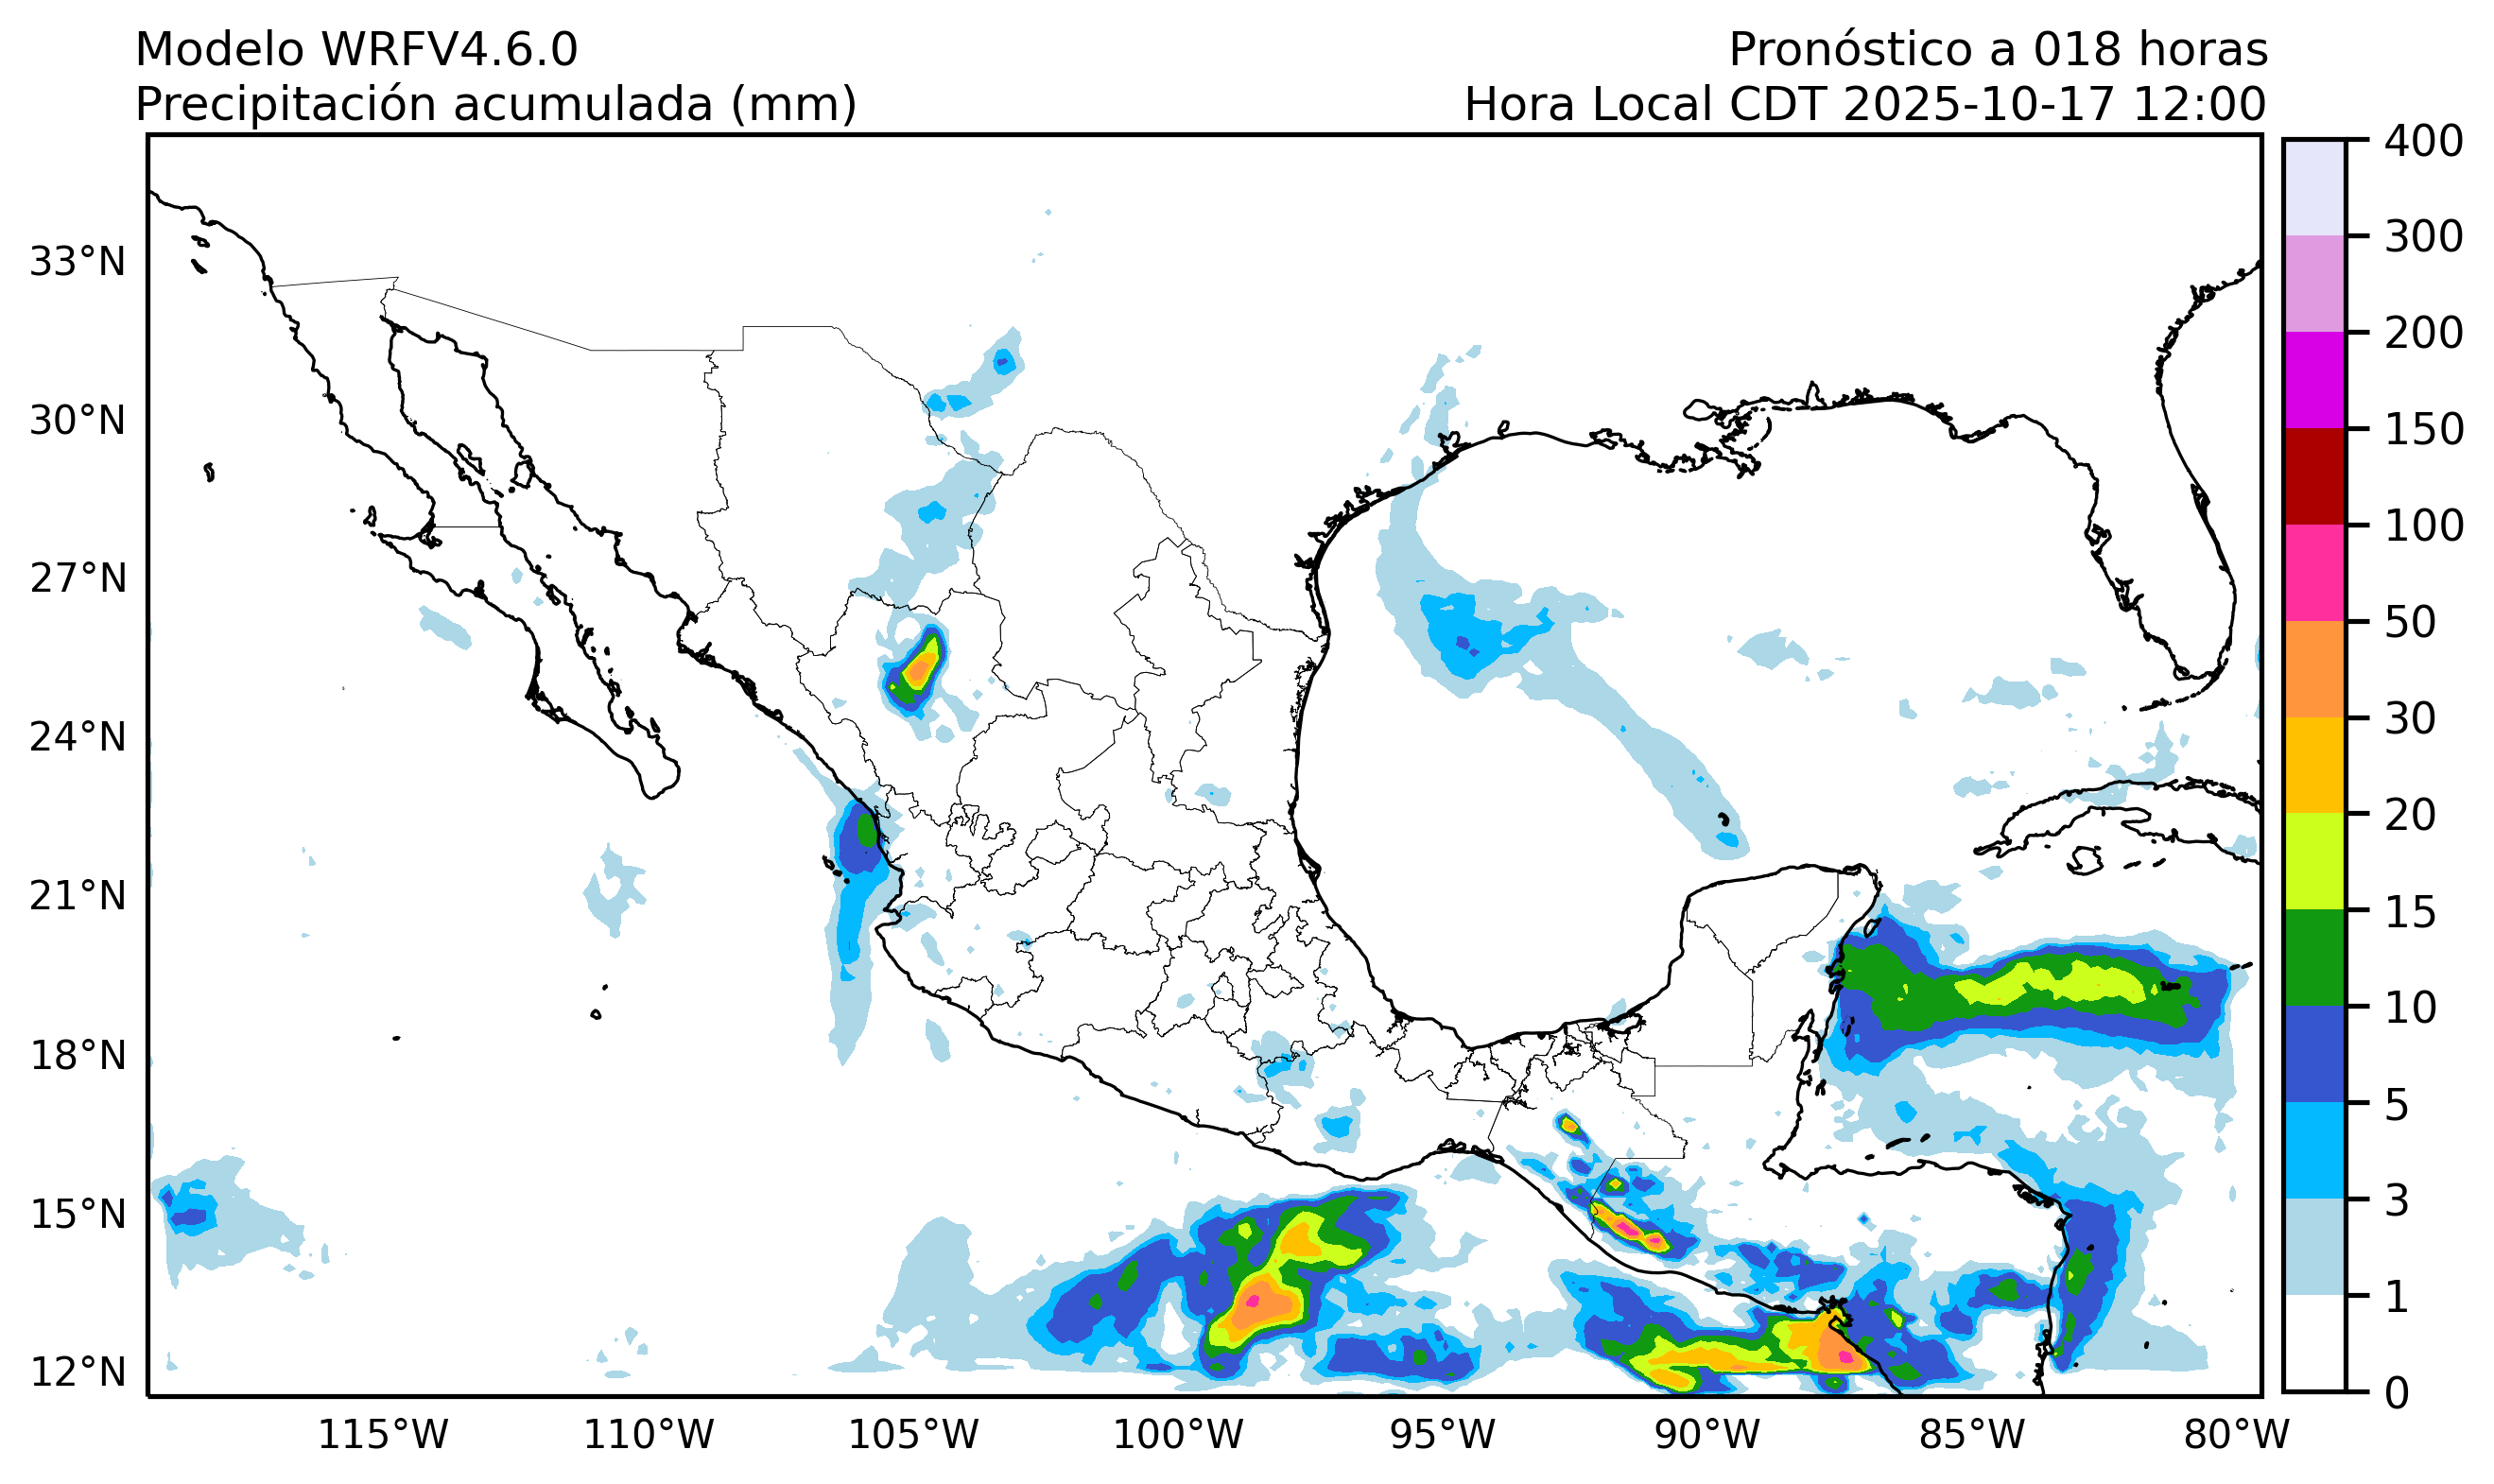 Modelo WRFV4.6.0
Precipitación acumulada (mm)
Pronóstico a 018 horas
Hora Local CDT 2025-10-17 12:00
33°N
30°N
27°N
24°N
21°N
18°N
15°N
12°N
115°W
110°W
105°W
100°W
95°W
90°W
85°W
80°W
400
300
200
150
100
50
30
20
15
10
5
3
1
0